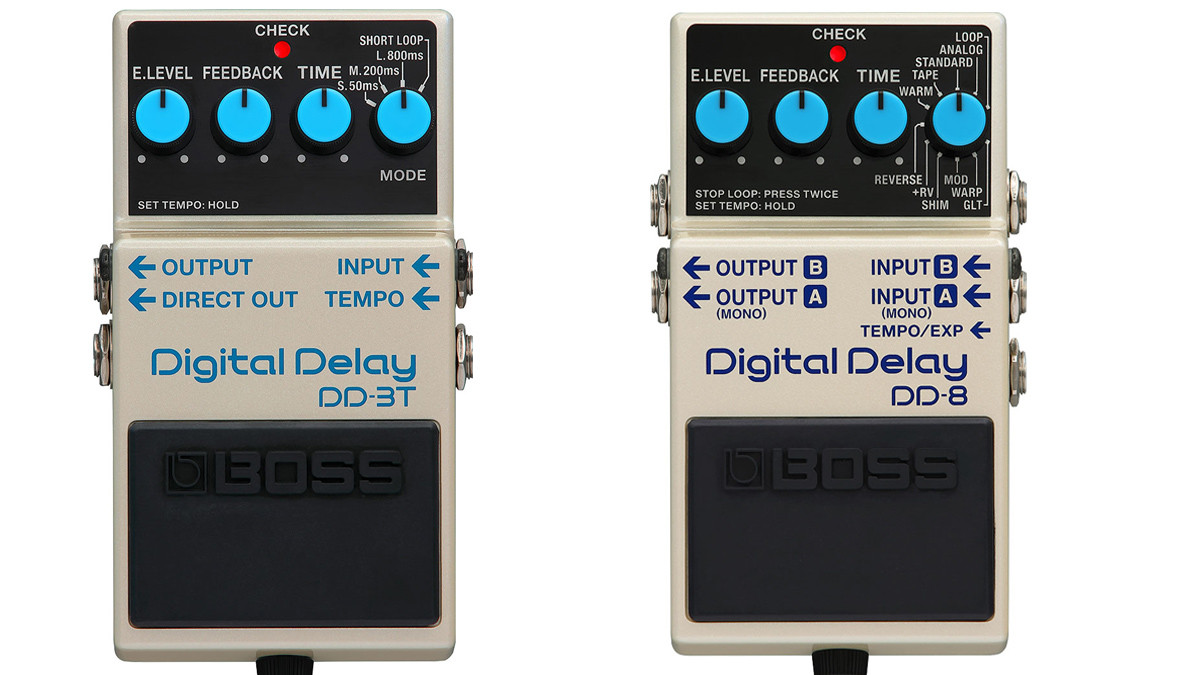 CHECK
E.LEVEL FEEDBACK TIME
SHORT LOOP
L.800ms
M.200ms
S.50ms
MODE
SET TEMPO: HOLD
OUTPUT INPUT
DIRECT OUT TEMPO
Digital Delay
DD-3T
BOSS
CHECK
E.LEVEL FEEDBACK TIME
LOOP
ANALOG
STANDARD
TAPE
WARM
REVERSE MOD
+RV WARP
SHIM GLT
STOP LOOP: PRESS TWICE
SET TEMPO: HOLD
OUTPUT B INPUT B
OUTPUT A INPUT A
(MONO) (MONO)
TEMPO/EXP
Digital Delay
DD-8
BOSS